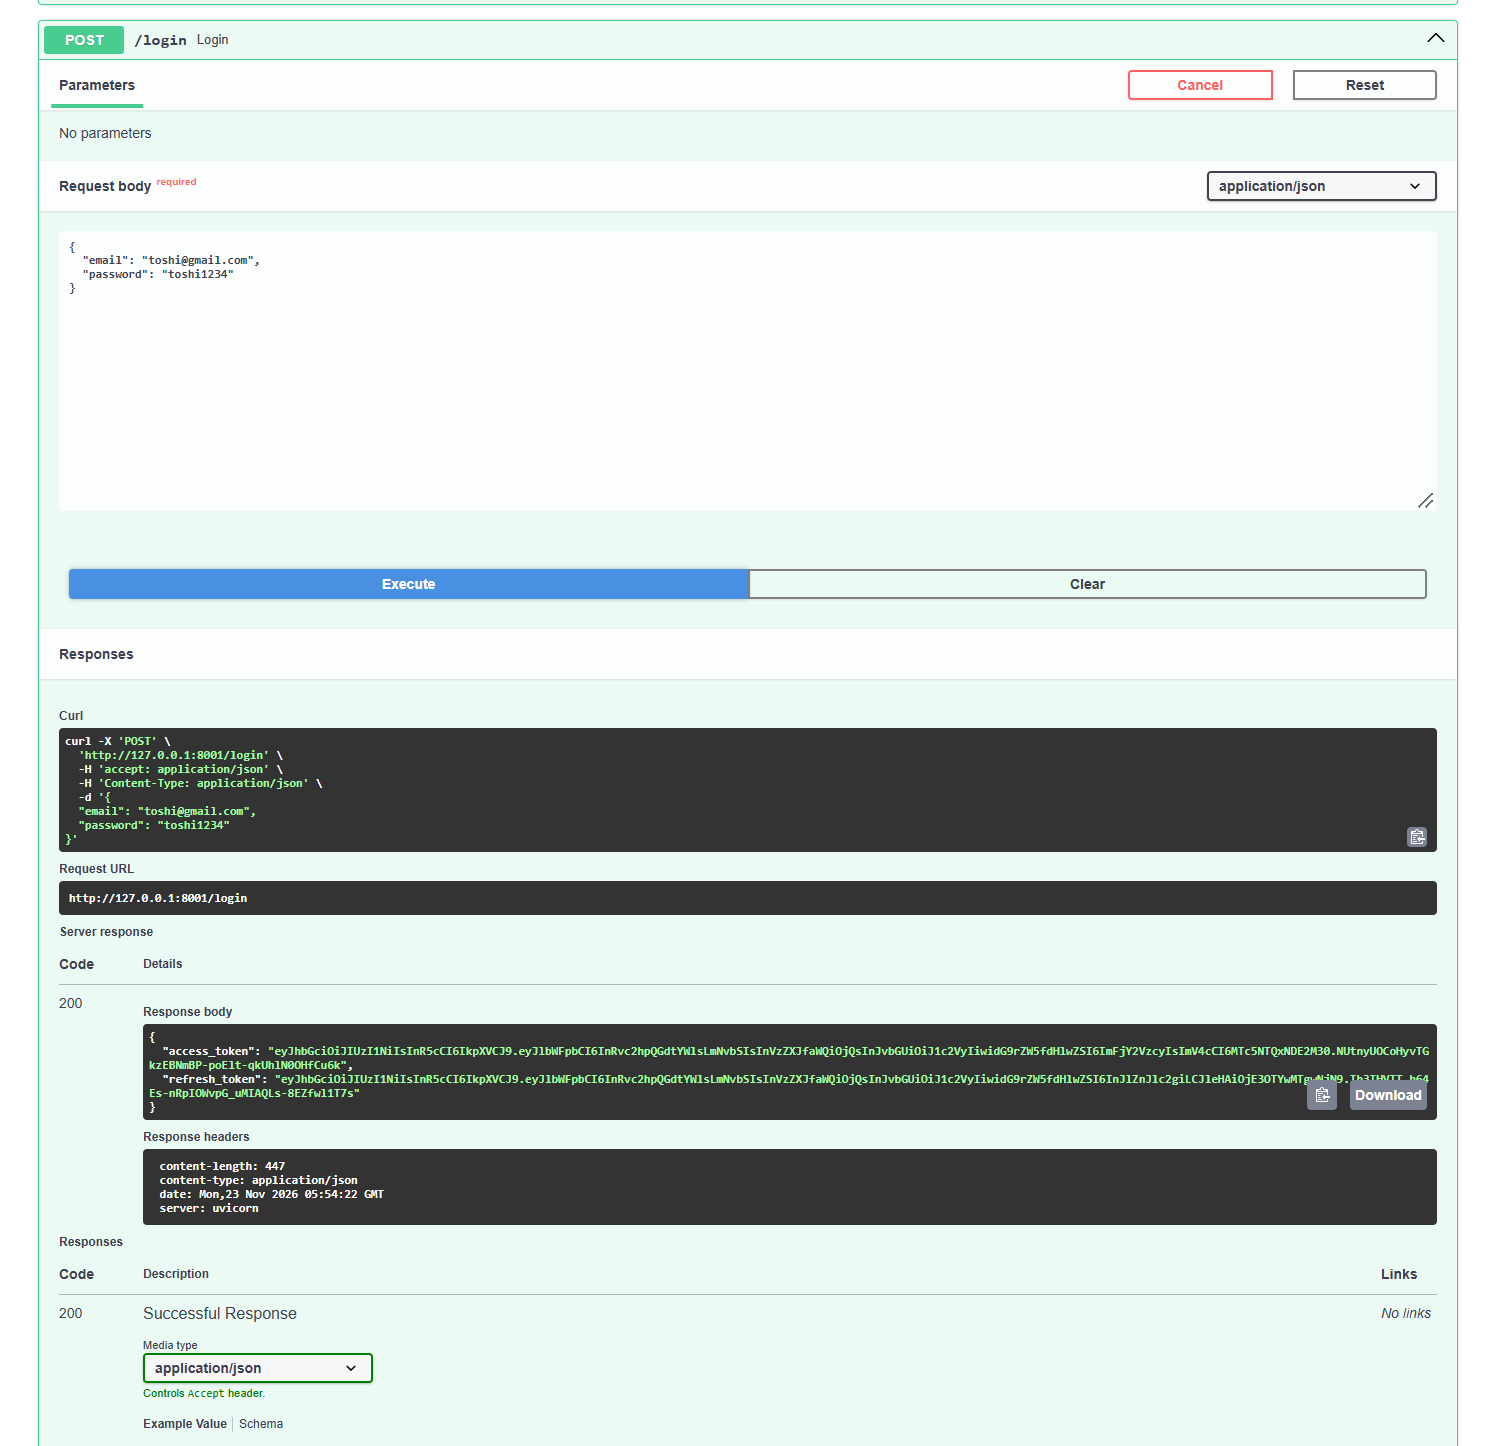 POST /login Login
Parameters
Cancel
Reset
No parameters
Request body required
application/json
{
  "email": "toshi@gmail.com",
  "password": "toshi1234"
}
Execute
Clear
Responses
Curl
curl -X 'POST' \
  'http://127.0.0.1:8001/login' \
  -H 'accept: application/json' \
  -H 'Content-Type: application/json' \
  -d '{
  "email": "toshi@gmail.com",
  "password": "toshi1234"
}'
Request URL
http://127.0.0.1:8001/login
Server response
Code Details
200
Response body
{
  "access_token": "eyJhbGciOiJIUzI1NiIsInR5cCI6IkpXVCJ9.eyJlbWFpbCI6InRvc2hpQGdtYWlsLmNvbSIsInVzZXJfaWQiOjQsInJvbGUiOiJ1c2VyIiwidG9rZW5fdHlwZSI6ImFjY2VzcyIsImV4cCI6MTc5NTQxNDE2M30.NUtnyUOCoHyvTG
kzEBNmBP-poElt-qkUhlN0OHfCu6k",
  "refresh_token": "eyJhbGciOiJIUzI1NiIsInR5cCI6IkpXVCJ9.eyJlbWFpbCI6InRvc2hpQGdtYWlsLmNvbSIsInVzZXJfaWQiOjQsInJvbGUiOiJ1c2VyIiwidG9rZW5fdHlwZSI6InJlZnJlc2giLCJleHAiOjE3OTYwMTgwNjN9.
Es-nRpIOWvpG_uMIAQLs-8EZfwl1T7s"
}
Download
Response headers
content-length: 447
content-type: application/json
date: Mon,23 Nov 2026 05:54:22 GMT
server: uvicorn
Responses
Code Description Links
200 Successful Response No links
Media type
application/json
Controls Accept header.
Example Value Schema